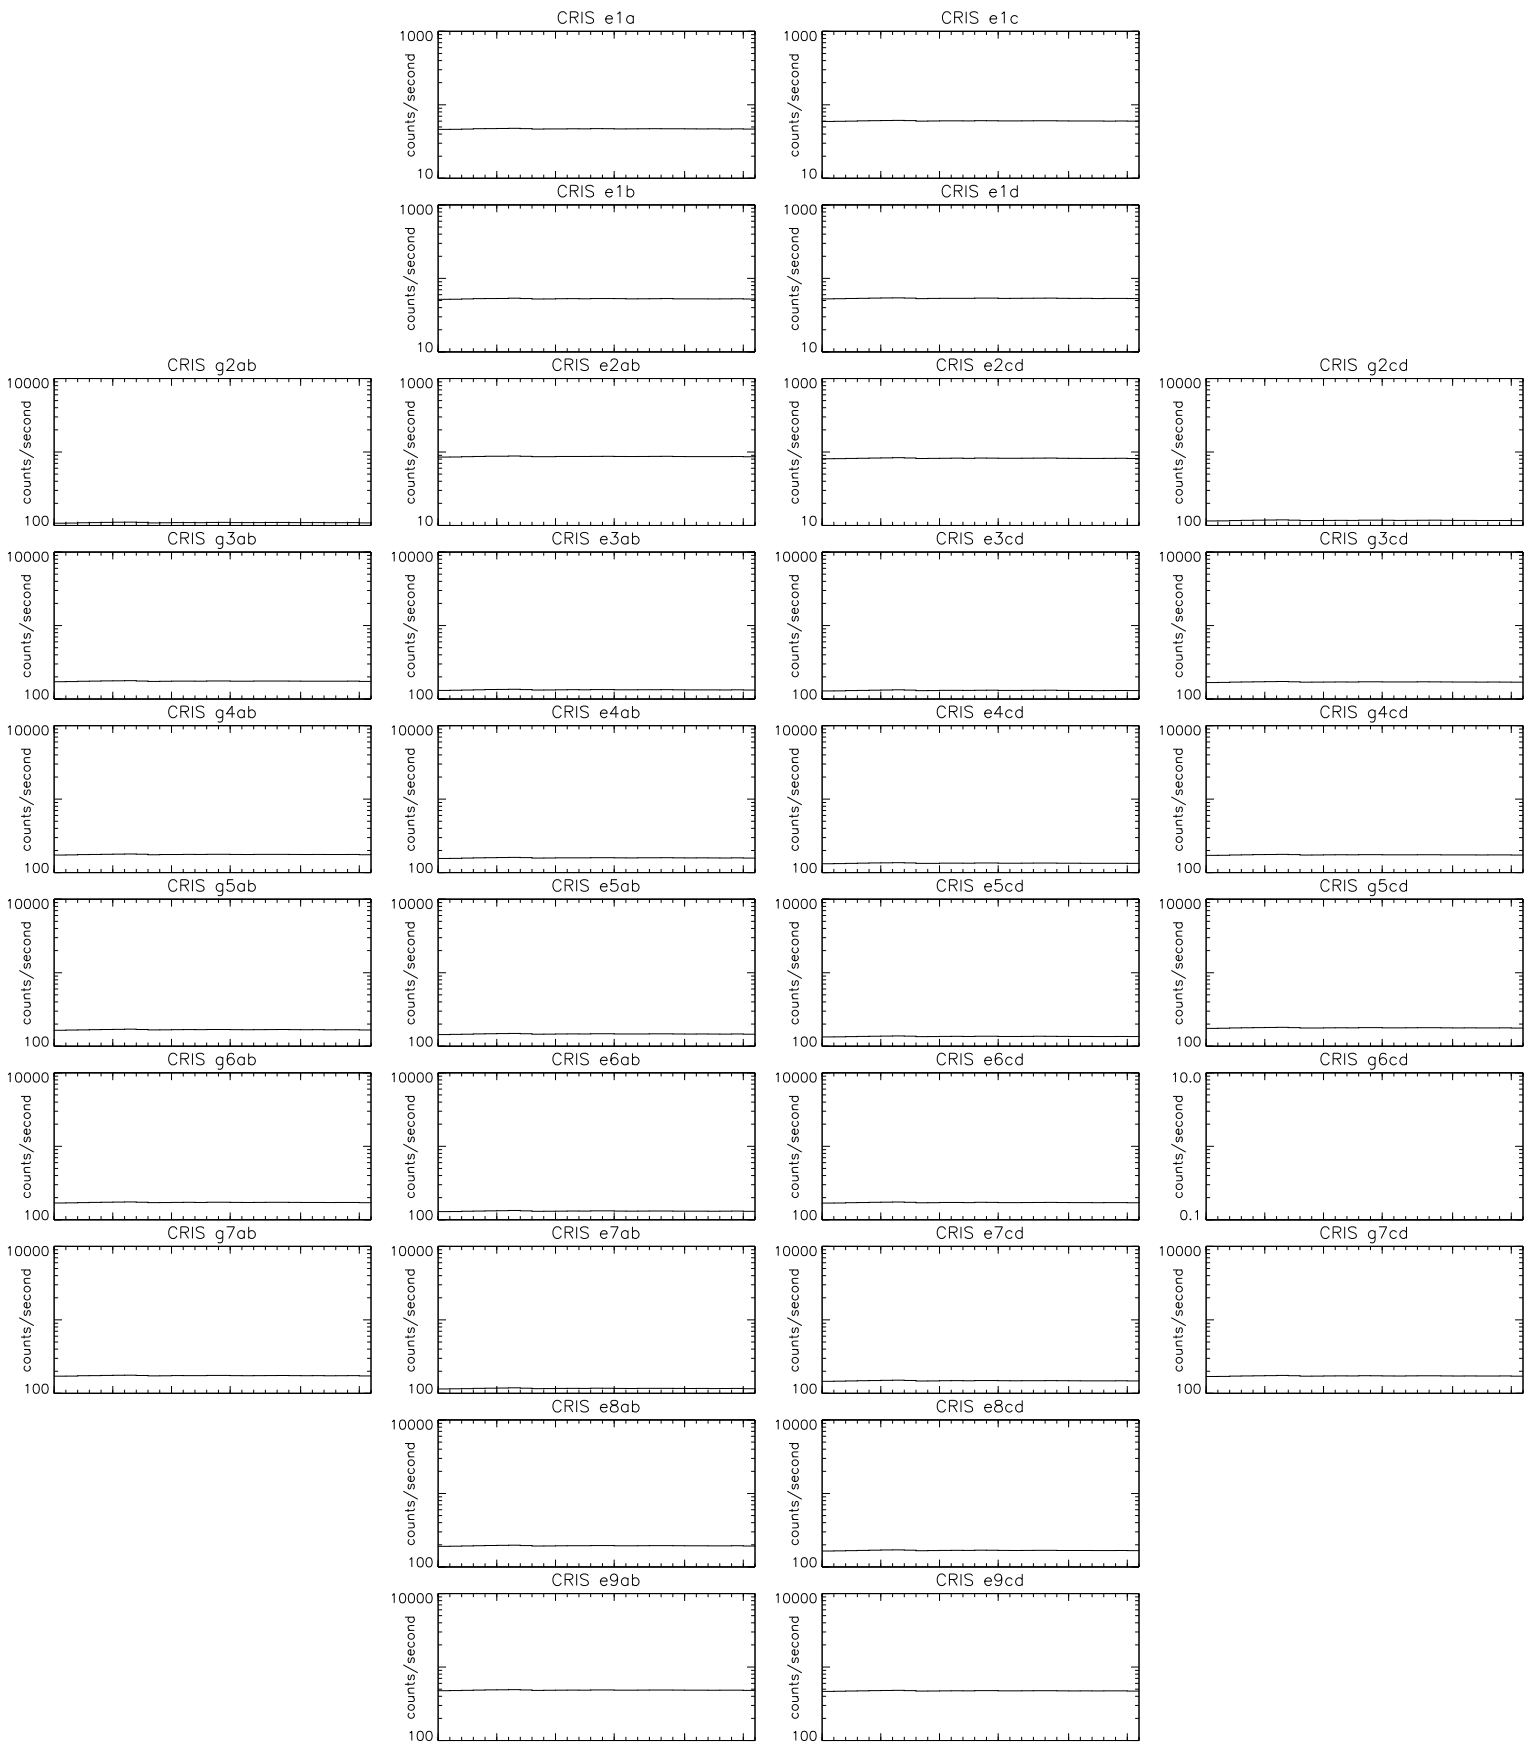 CRIS e1a
CRIS e1c
1000
counts/second
10
1000
counts/second
10
CRIS e1b
CRIS e1d
1000
counts/second
10
1000
counts/second
10
CRIS g2ab
CRIS e2ab
CRIS e2cd
CRIS g2cd
10000
counts/second
100
1000
counts/second
10
1000
counts/second
10
10000
counts/second
100
CRIS g3ab
CRIS e3ab
CRIS e3cd
CRIS g3cd
10000
counts/second
100
10000
counts/second
100
10000
counts/second
100
10000
counts/second
100
CRIS g4ab
CRIS e4ab
CRIS e4cd
CRIS g4cd
10000
counts/second
100
10000
counts/second
100
10000
counts/second
100
10000
counts/second
100
CRIS g5ab
CRIS e5ab
CRIS e5cd
CRIS g5cd
10000
counts/second
100
10000
counts/second
100
10000
counts/second
100
10000
counts/second
100
CRIS g6ab
CRIS e6ab
CRIS e6cd
CRIS g6cd
10000
counts/second
100
10000
counts/second
100
10000
counts/second
100
10.0
counts/second
0.1
CRIS g7ab
CRIS e7ab
CRIS e7cd
CRIS g7cd
10000
counts/second
100
10000
counts/second
100
10000
counts/second
100
10000
counts/second
100
CRIS e8ab
CRIS e8cd
10000
counts/second
100
10000
counts/second
100
CRIS e9ab
CRIS e9cd
10000
counts/second
100
10000
counts/second
100